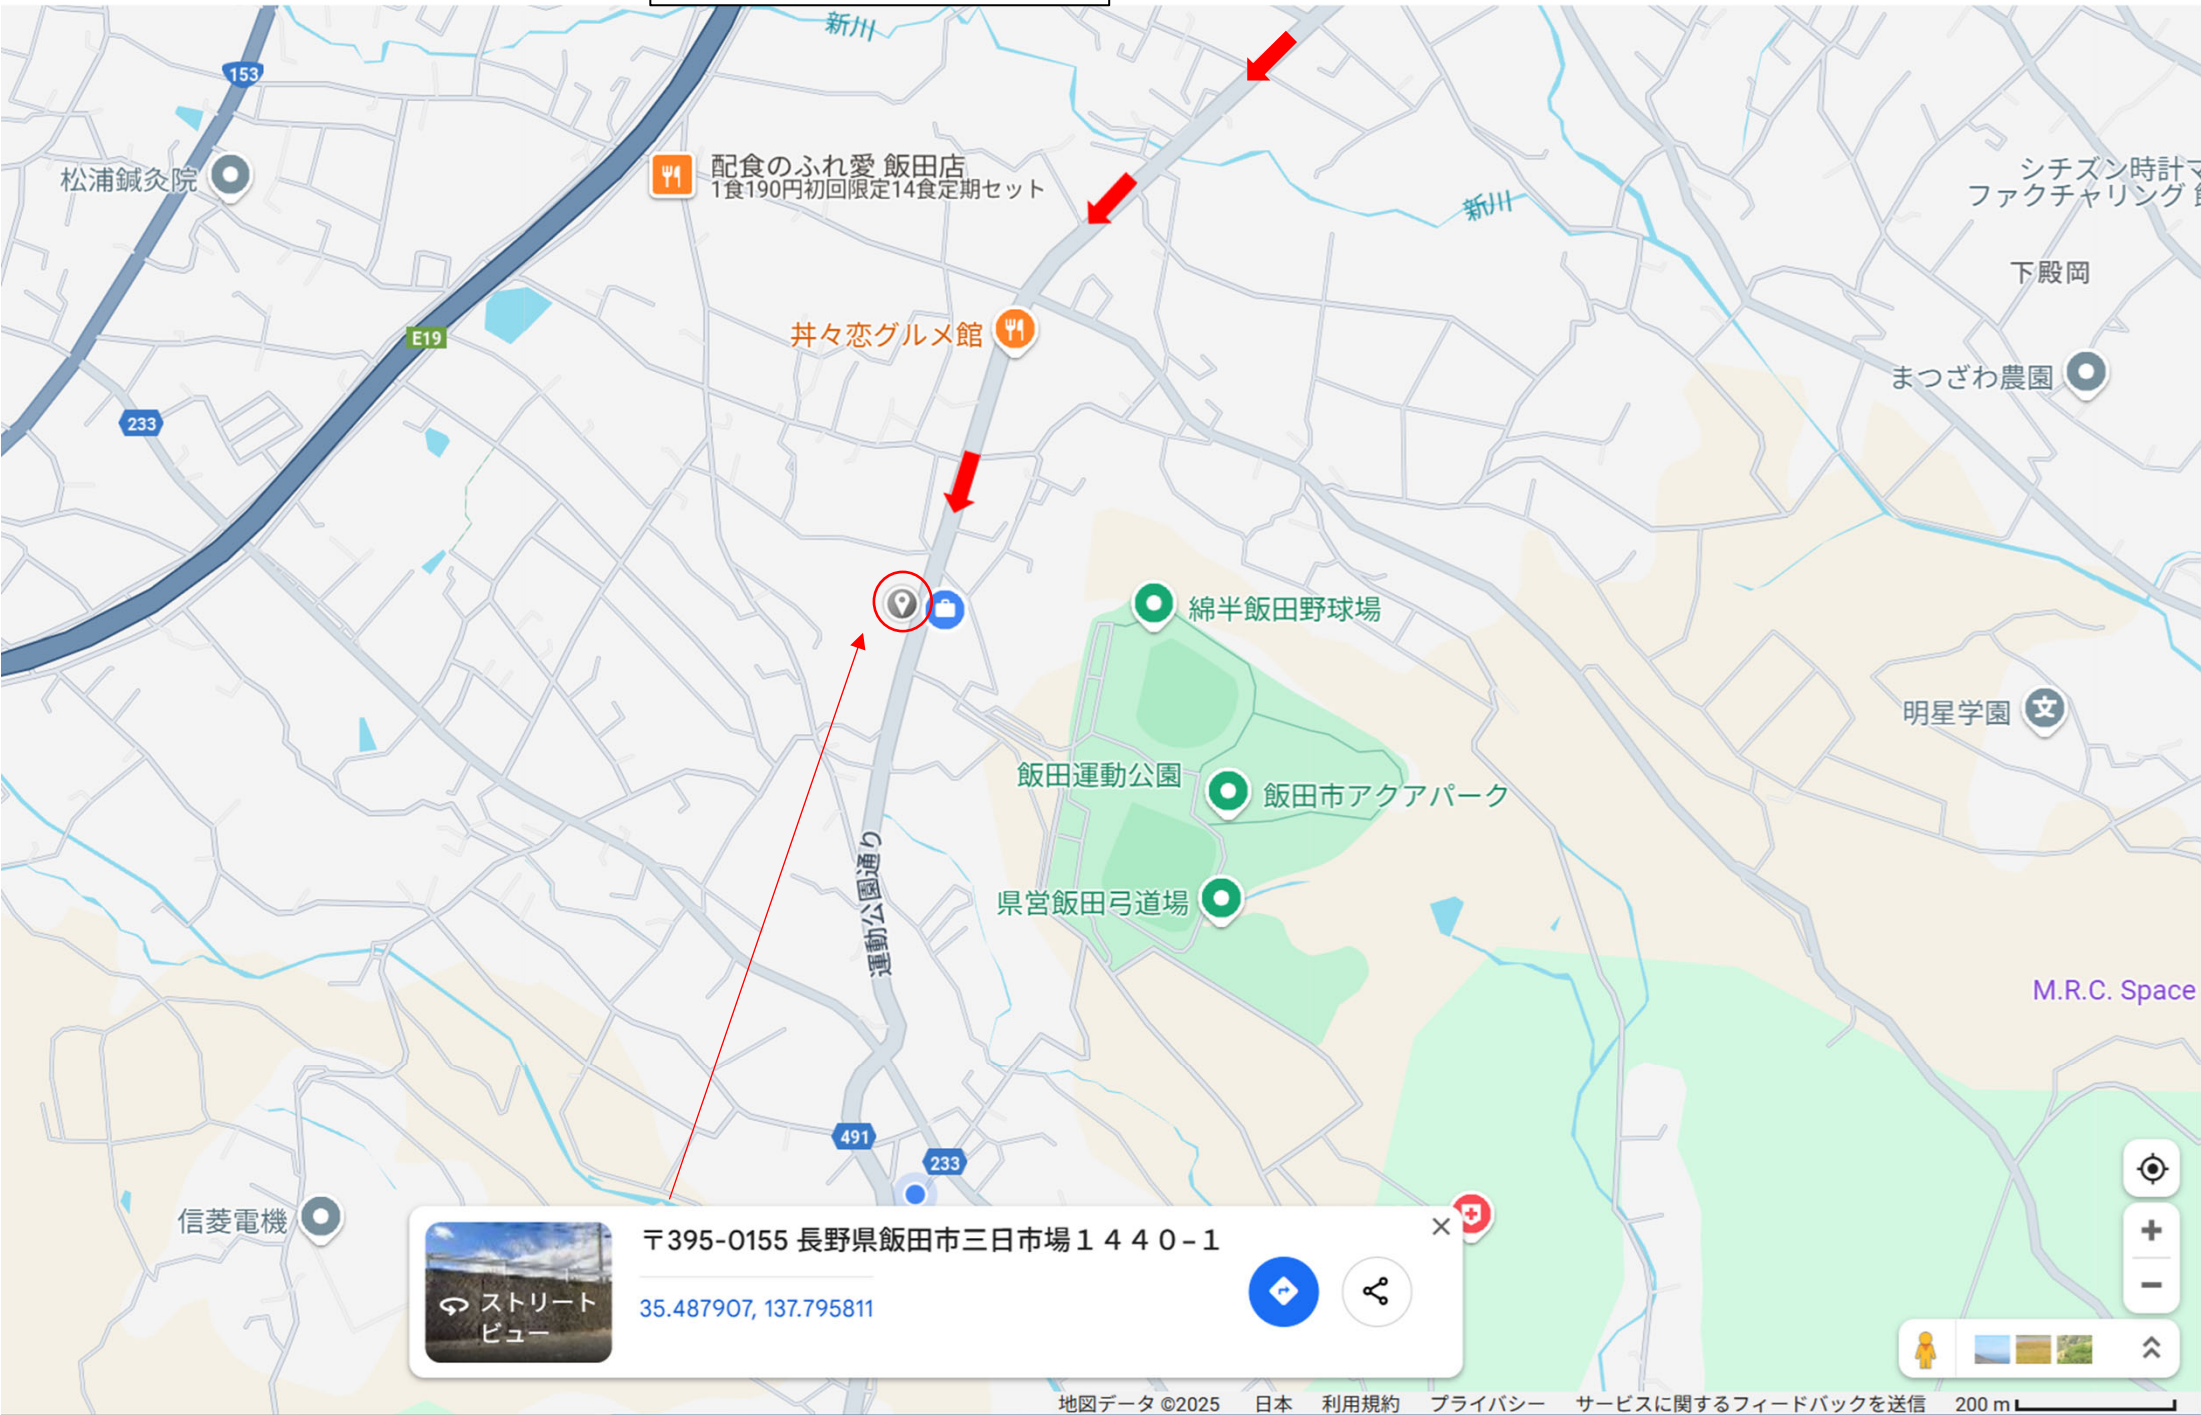 新川
153
松浦鍼灸院
配食のふれ愛 飯田店
1食190円初回限定14食定期セット
シチズン時計マ
ファクチャリング
新川
下殿岡
丼々恋グルメ館
E19
まつざわ農園
233
綿半飯田野球場
明星学園
文
飯田運動公園
飯田市アクアパーク
運動公園通り
県営飯田弓道場
M.R.C. Space
491
233
信菱電機
〒395-0155 長野県飯田市三日市場１４４０−１
35.487907, 137.795811
ストリート
ビュー
地図データ ©2025 日本 利用規約 プライバシー サービスに関するフィードバックを送信 200 m